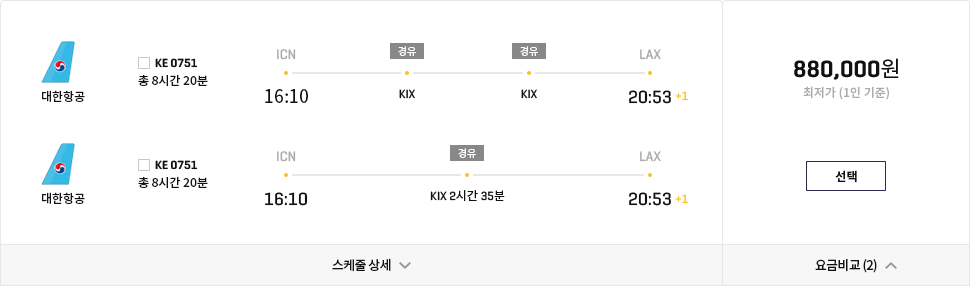 대한항공
KE 0751
총 8시간 20분
ICN 경유 경유 LAX
16:10 KIX KIX 20:53 +1
대한항공
KE 0751
총 8시간 20분
ICN 경유 LAX
16:10 KIX 2시간 35분 20:53 +1
880,000원
최저가 (1인 기준)
선택
스케줄 상세
요금비교 (2)